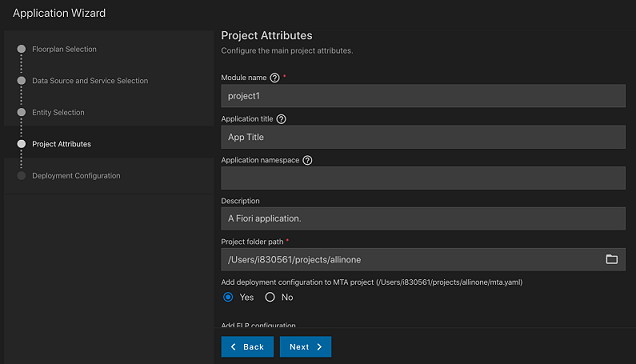 Application Wizard
Floorplan Selection
Data Source and Service Selection
Entity Selection
Project Attributes
Deployment Configuration
Project Attributes
Configure the main project attributes.
Module name ? *
project1
Application title ?
App Title
Application namespace ?
Description
A Fiori application.
Project folder path *
/Users/i830561/projects/allinone
Add deployment configuration to MTA project (/Users/i830561/projects/allinone/mta.yaml)
Yes No
Add FLP configuration
< Back Next >